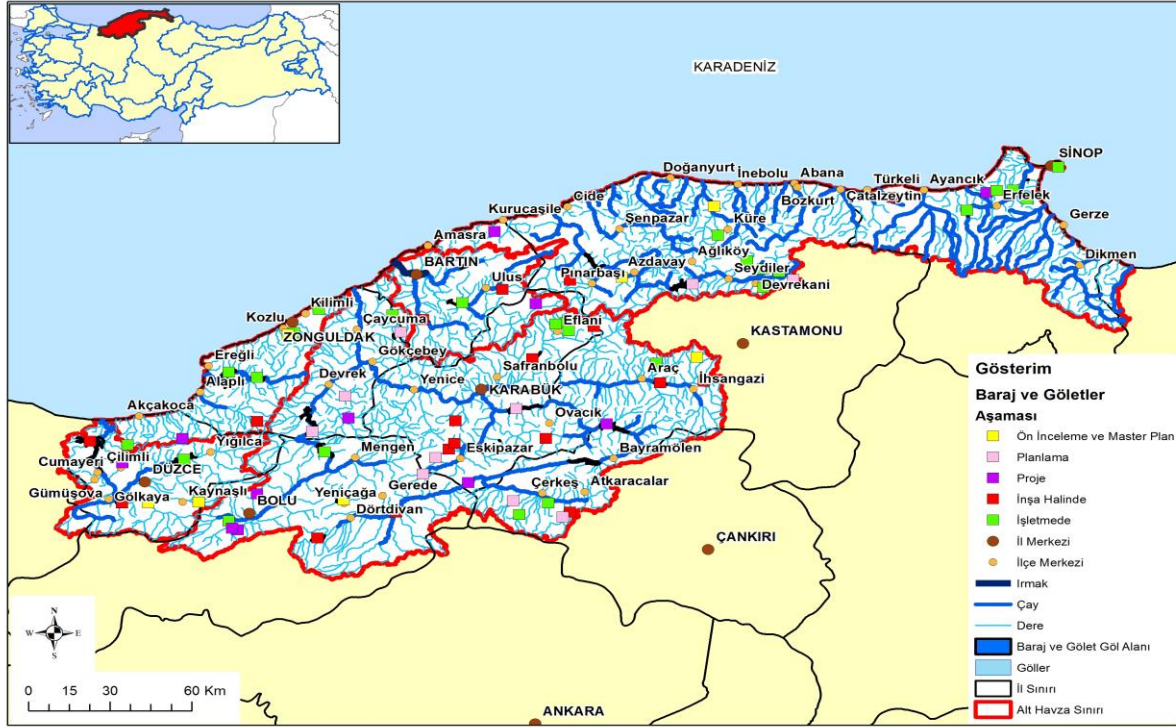 KARADENİZ
SİNOP
Doğanyurt
İnebolu
Abana
Türkeli
Ayancık
Erfelek
Cide
Bozkurt
Çatalzeytin
Kurucaşile
Şenpazar
Küre
Gerze
Amasra
Ağlıköy
Dikmen
BARTIN
Ulus
Pınarbaşı
Azdavay
Seydiler
Devrekani
Kilimli
Kozlu
Çaycuma
Eflani
KASTAMONU
ZONGULDAK
Gökçebey
Ereğli
Safranbolu
Araç
Alaplı
Devrek
Yenice
KARABÜK
İhsangazi
Akçakoca
Ovacık
Yığılca
Mengen
Eskipazar
Bayramören
Cumayeri
Çilimli
DÜZCE
Gümüşova
Gölkaya
Kaynaşlı
BOLU
Yeniçağa
Gerede
Çerkeş
Atkaracalar
Dörtdivan
ÇANKIRI
ANKARA
N
W
E
S
0 15 30 60 Km
Gösterim
Baraj ve Göletler
Aşaması
Ön İnceleme ve Master Plan
Planlama
Proje
İnşa Halinde
İşletmede
İl Merkezi
İlçe Merkezi
Irmak
Çay
Dere
Baraj ve Gölet Göl Alanı
Göller
İl Sınırı
Alt Havza Sınırı